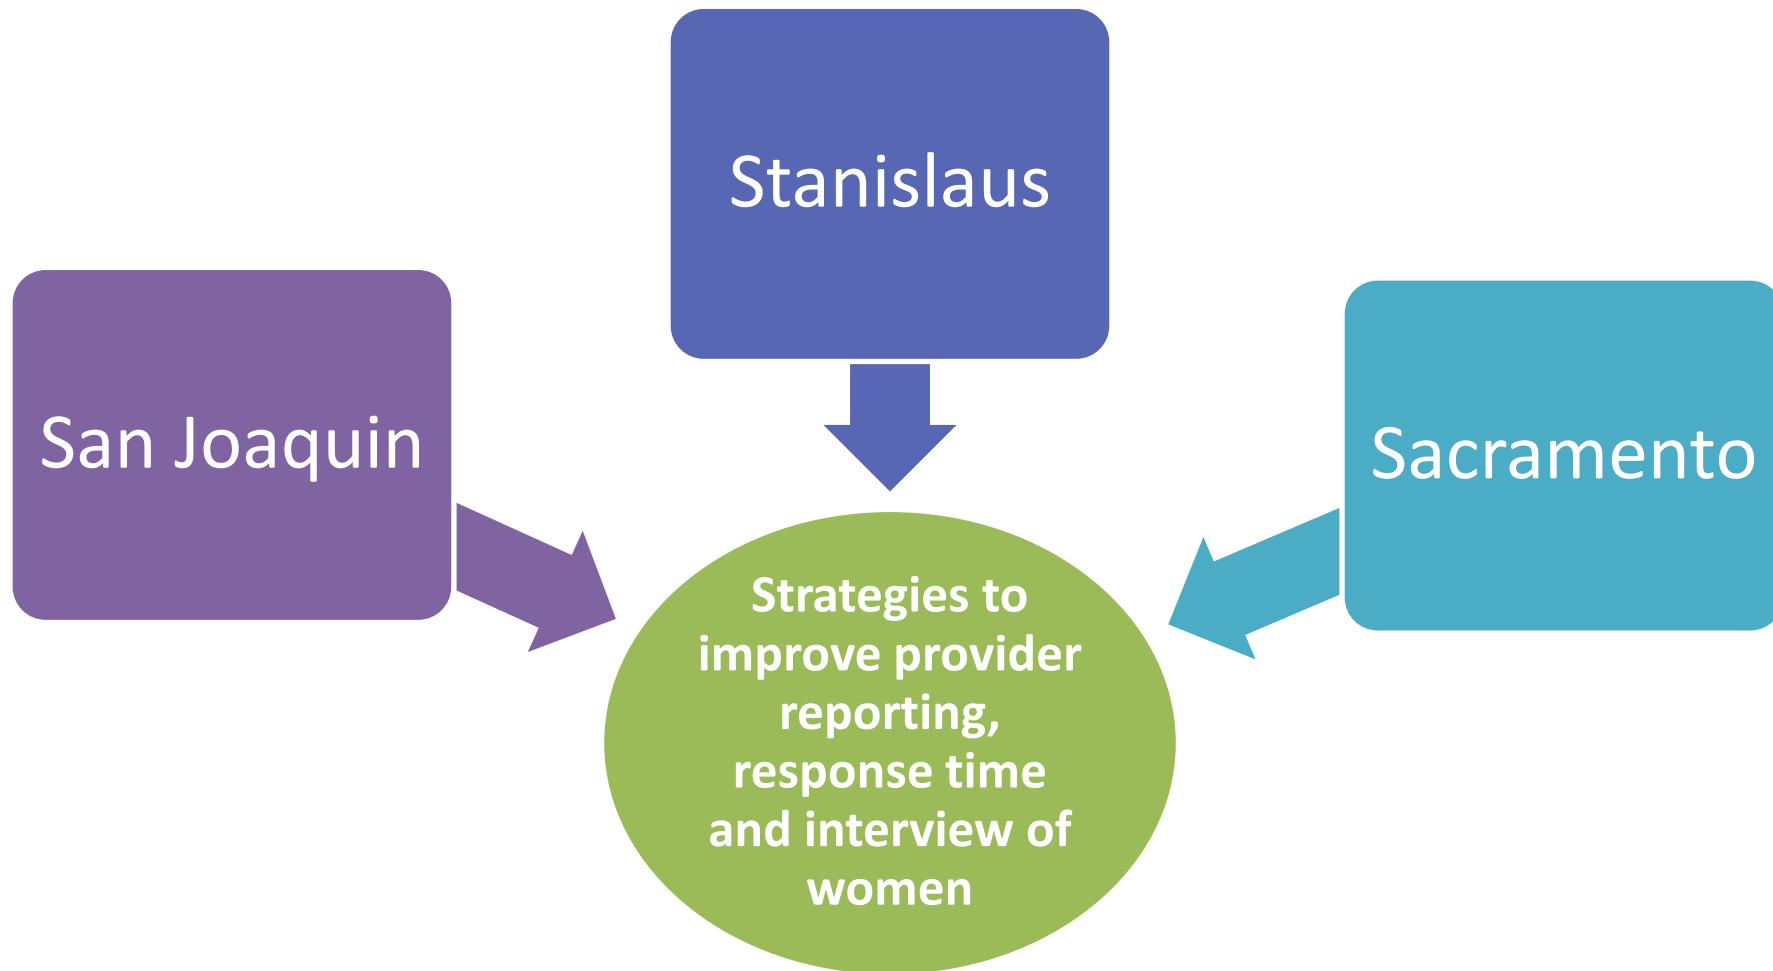 Stanislaus
San Joaquin
Sacramento
Strategies to
improve provider
reporting,
response time
and interview of
women